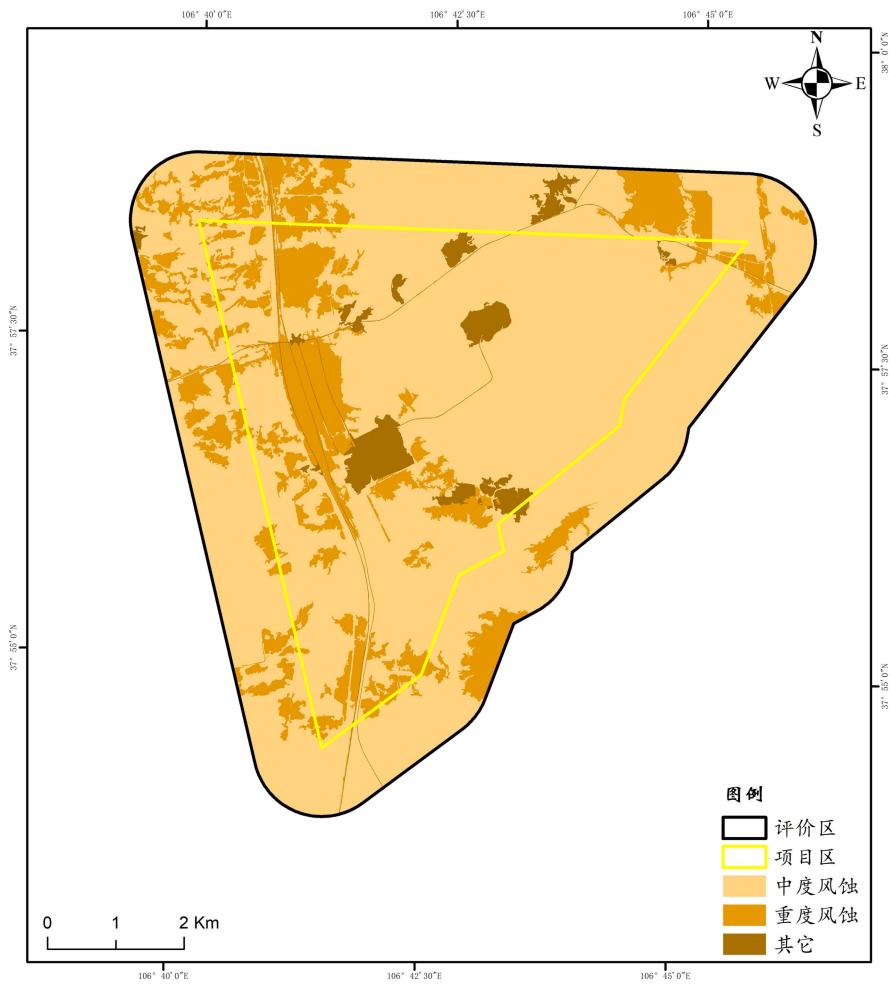 106° 40′ 0″E
106° 42′ 30″E
106° 45′ 0″E
N
W
E
S
38° 0′ 0″N
37° 57′ 30″N
37° 57′ 30″N
37° 55′ 0″N
37° 55′ 0″N
图例
评价区
项目区
中度风蚀
重度风蚀
其它
0 1 2 Km
106° 40′ 0″E
106° 42′ 30″E
106° 45′ 0″E